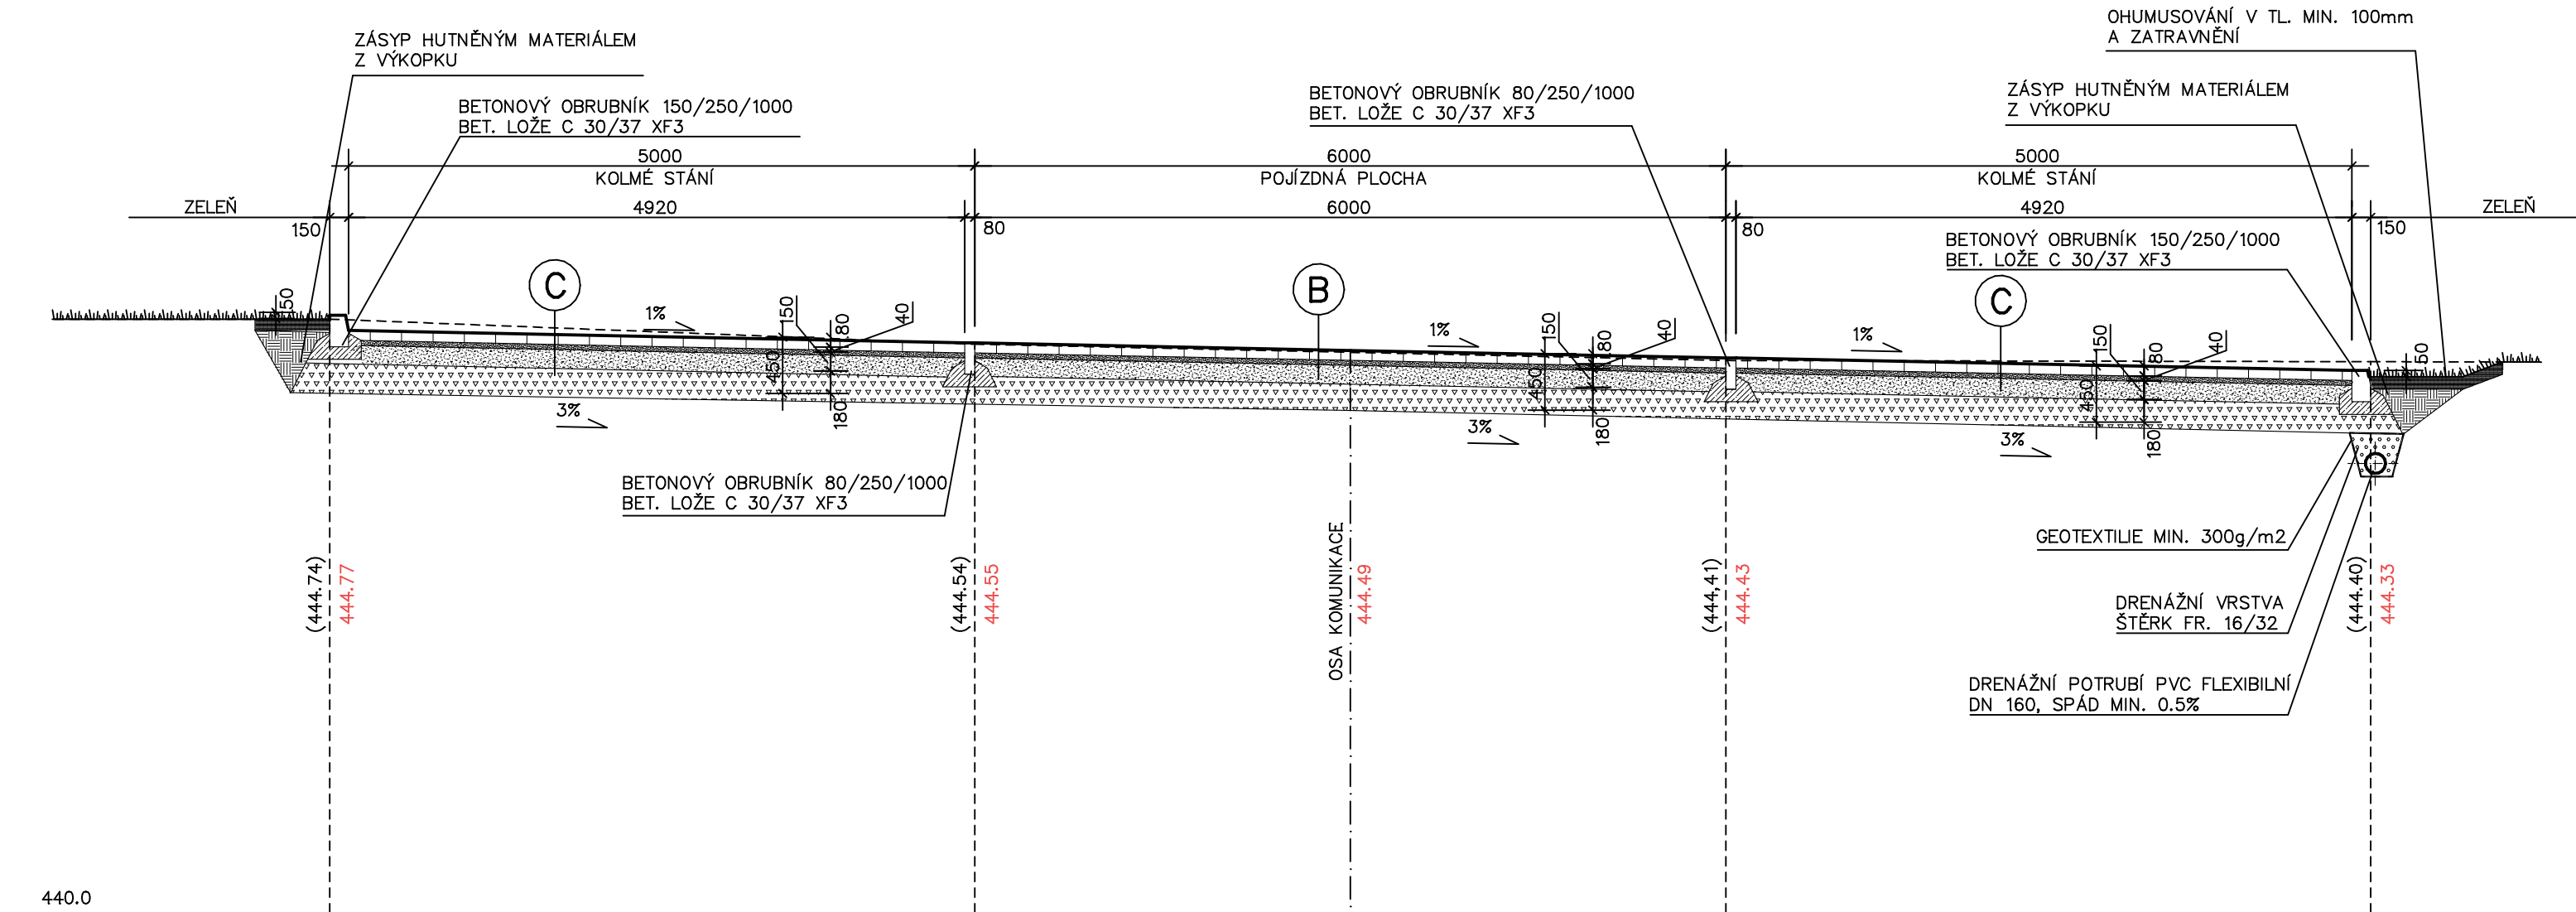 OHUMUSOVÁNÍ V TL. MIN. 100mm
A ZATRAVNĚNÍ
ZÁSYP HUTNĚNÝM MATERIÁLEM
Z VÝKOPKU
BETONOVÝ OBRUBNÍK 150/250/1000
BET. LOŽE C 30/37 XF3
BETONOVÝ OBRUBNÍK 80/250/1000
BET. LOŽE C 30/37 XF3
ZÁSYP HUTNĚNÝM MATERIÁLEM
Z VÝKOPKU
5000
KOLMÉ STÁNÍ
6000
POJÍZDNÁ PLOCHA
5000
KOLMÉ STÁNÍ
ZELEŇ
4920
6000
4920
ZELEŇ
150
80
80
150
BETONOVÝ OBRUBNÍK 150/250/1000
BET. LOŽE C 30/37 XF3
C
B
C
50
1%
150
80
40
450
180
3%
1%
150
80
40
450
180
3%
1%
150
80
40
450
180
3%
50
BETONOVÝ OBRUBNÍK 80/250/1000
BET. LOŽE C 30/37 XF3
GEOTEXTILIE MIN. 300g/m2
DRENÁŽNÍ VRSTVA
ŠTĚRK FR. 16/32
DRENÁŽNÍ POTRUBÍ PVC FLEXIBILNÍ
DN 160, SPÁD MIN. 0.5%
(444.74)
444.77
(444.54)
444.55
OSA KOMUNIKACE
444.49
(444,41)
444.43
(444.40)
444.33
440.0